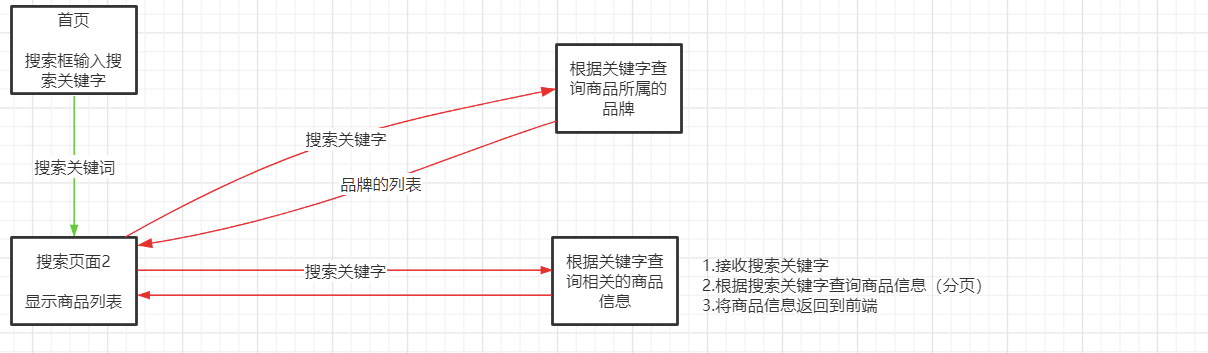 首页
搜索框输入搜
索关键字
搜索关键词
搜索页面2
显示商品列表
搜索关键字
品牌的列表
根据关键字查
询商品所属的
品牌
搜索关键字
根据关键字查
询相关的商品
信息
1.接收搜索关键字
2.根据搜索关键字查询商品信息（分页）
3.将商品信息返回到前端